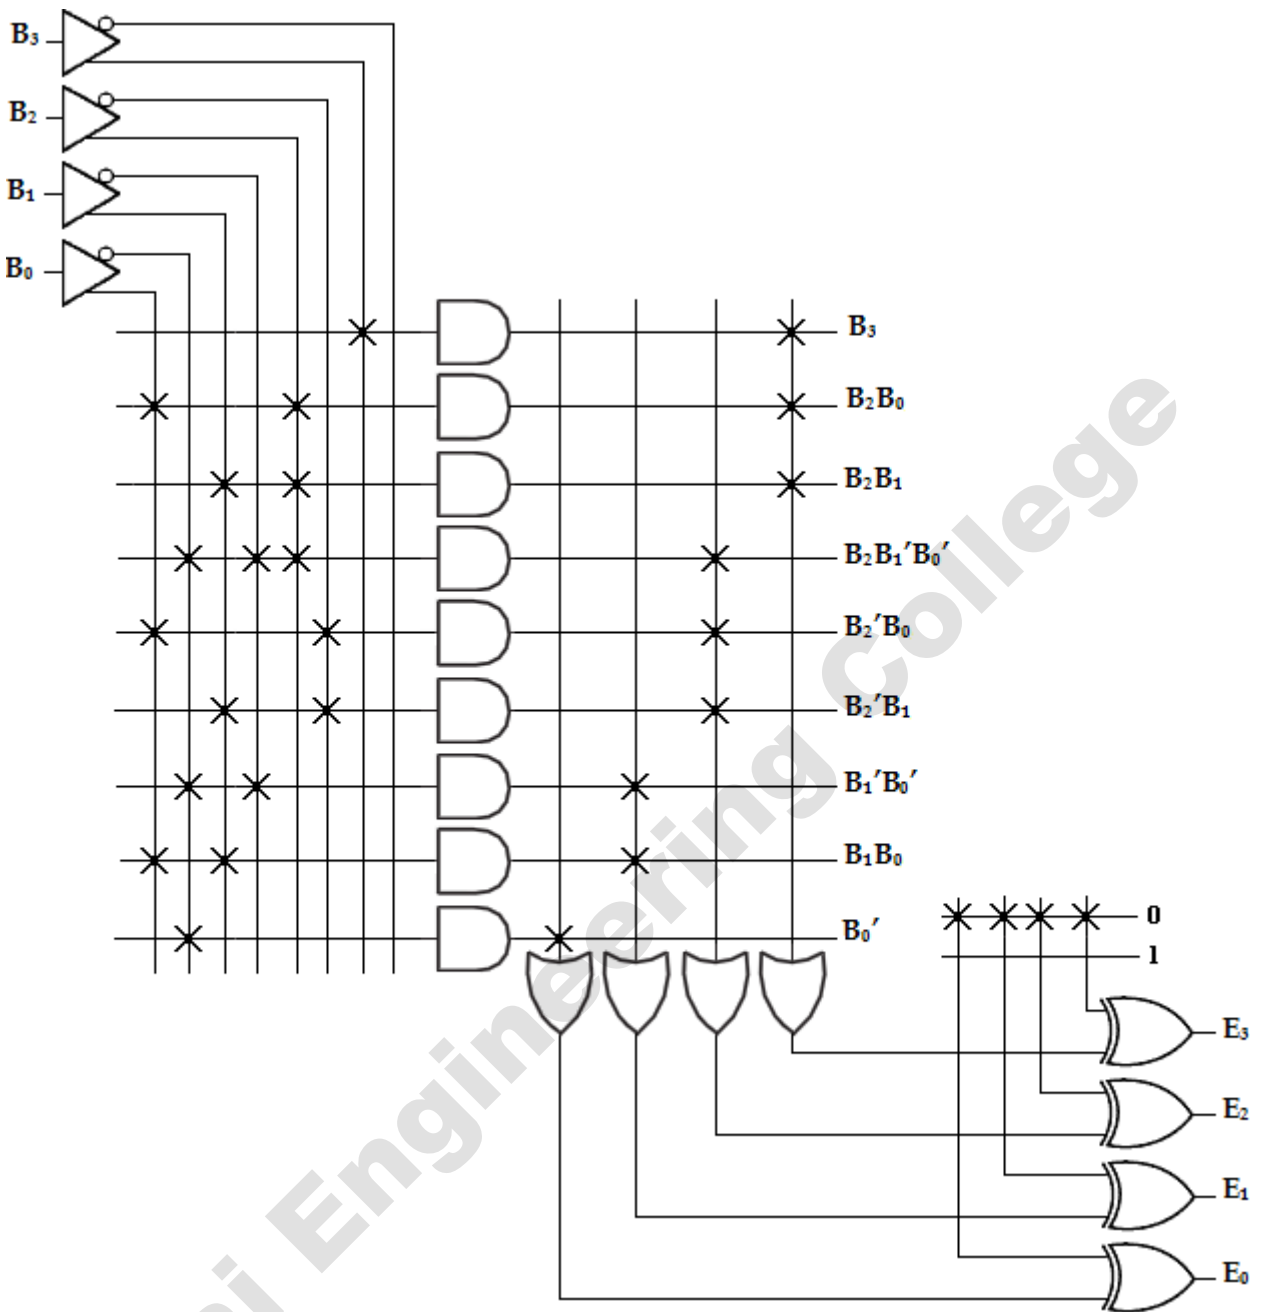 B₃
B₂
B₁
B₀
B₃
B₂B₀
B₂B₁
B₂B₁′B₀′
B₂′B₀
B₂′B₁
B₁′B₀′
B₁B₀
B₀′
0
1
E₃
E₂
E₁
E₀
Engineering College